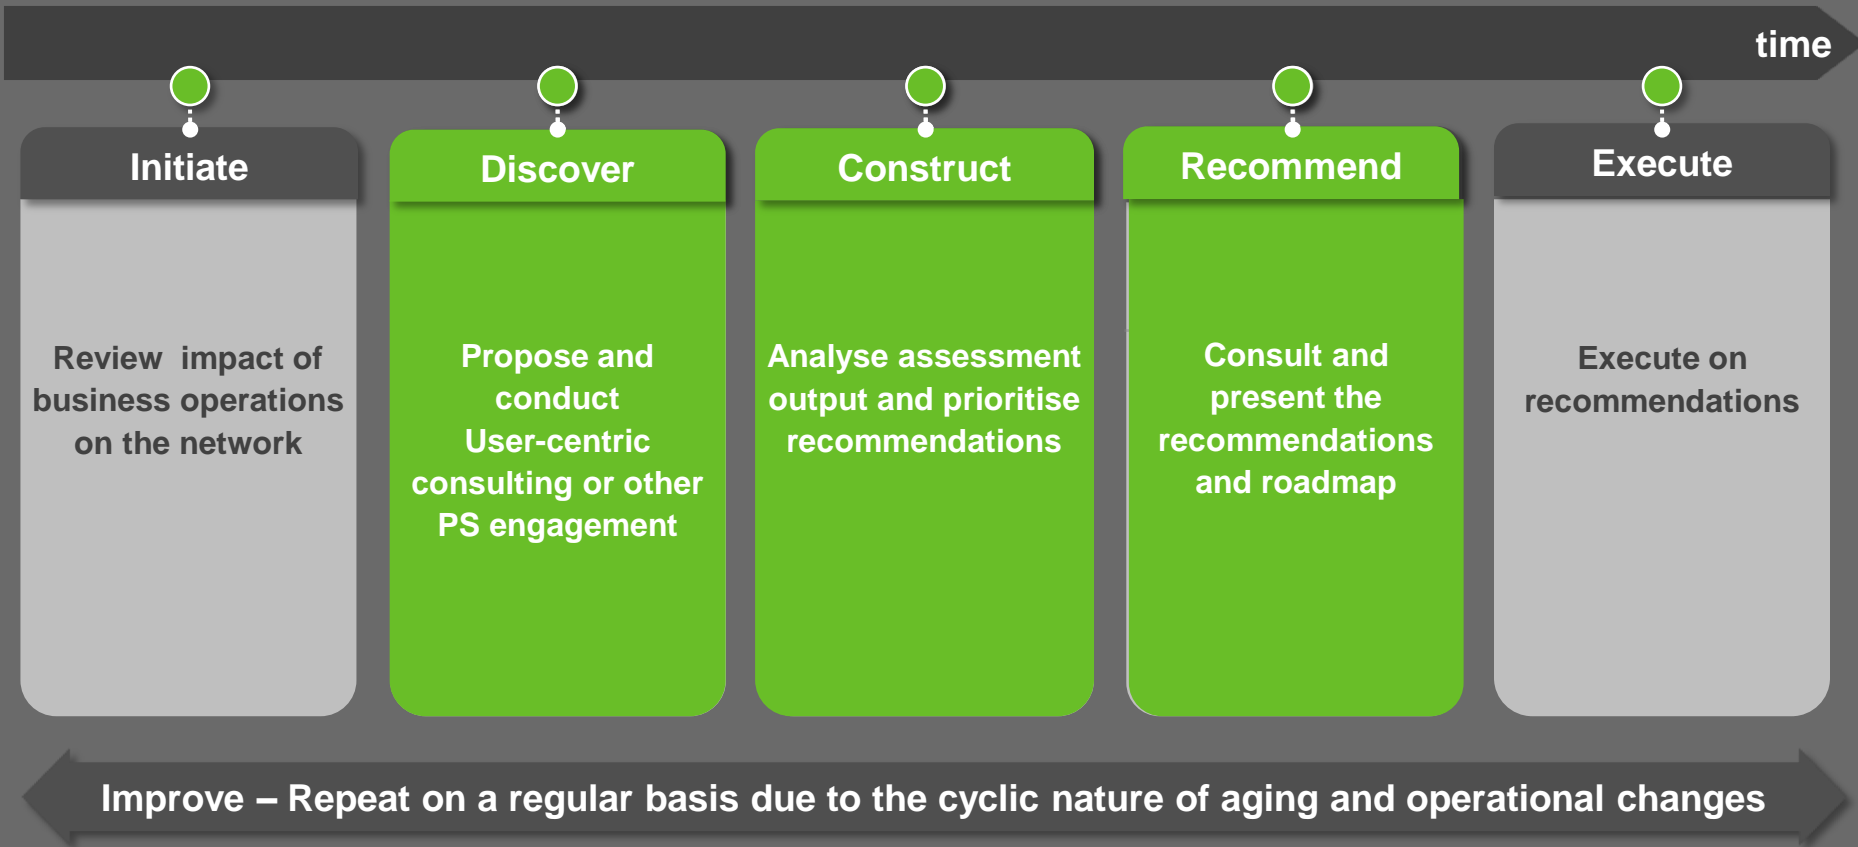 time
Initiate
Review  impact of
business operations
on the network
Discover
Propose and
conduct
User-centric
consulting or other
PS engagement
Construct
Analyse assessment
output and prioritise
recommendations
Recommend
Consult and
present the
recommendations
and roadmap
Execute
Execute on
recommendations
Improve – Repeat on a regular basis due to the cyclic nature of aging and operational changes